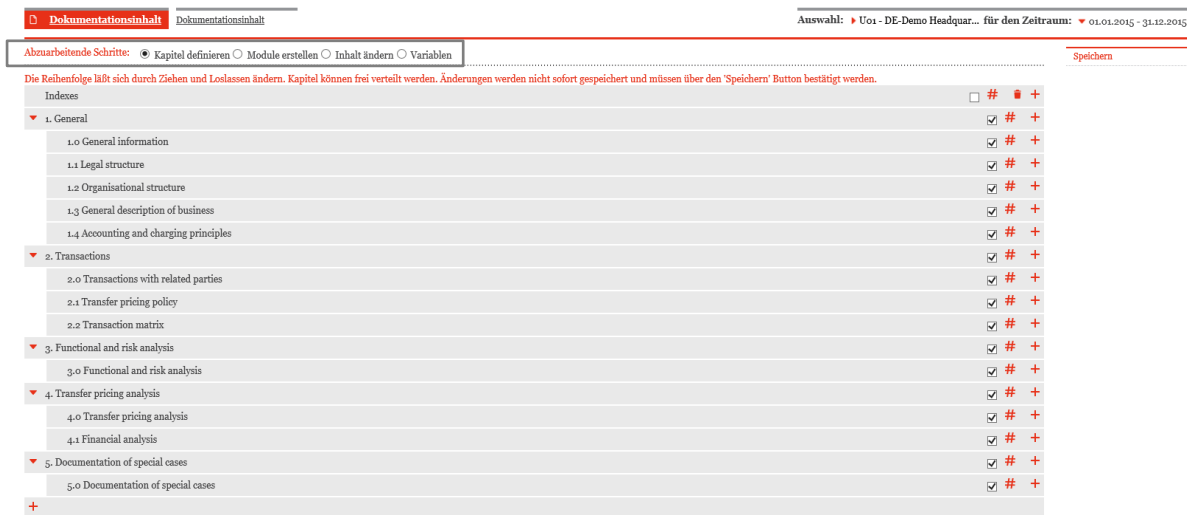 Dokumentationsinhalt Dokumentationsinhalt Auswahl: U01 - DE-Demo Headquar... für den Zeitraum: 01.01.2015 - 31.12.2015
Abzuarbeitende Schritte: Kapitel definieren Module erstellen Inhalt ändern Variablen
Speichern
Die Reihenfolge läßt sich durch Ziehen und Loslassen ändern. Kapitel können frei verteilt werden. Änderungen werden nicht sofort gespeichert und müssen über den 'Speichern' Button bestätigt werden.
Indexes # +
1. General # +
1.0 General information # +
1.1 Legal structure # +
1.2 Organisational structure # +
1.3 General description of business # +
1.4 Accounting and charging principles # +
2. Transactions # +
2.0 Transactions with related parties # +
2.1 Transfer pricing policy # +
2.2 Transaction matrix # +
3. Functional and risk analysis # +
3.0 Functional and risk analysis # +
4. Transfer pricing analysis # +
4.0 Transfer pricing analysis # +
4.1 Financial analysis # +
5. Documentation of special cases # +
5.0 Documentation of special cases # +
+